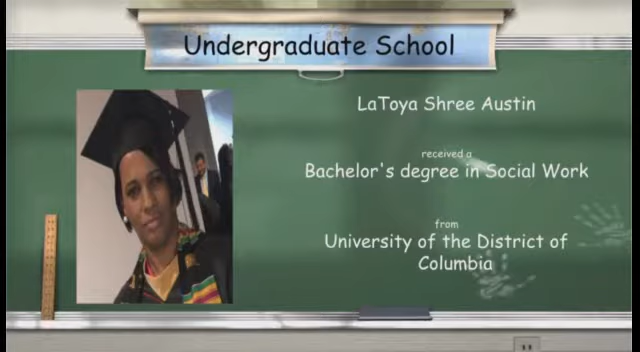 Undergraduate School
LaToya Shree Austin
received a
Bachelor's degree in Social Work
from
University of the District of
Columbia